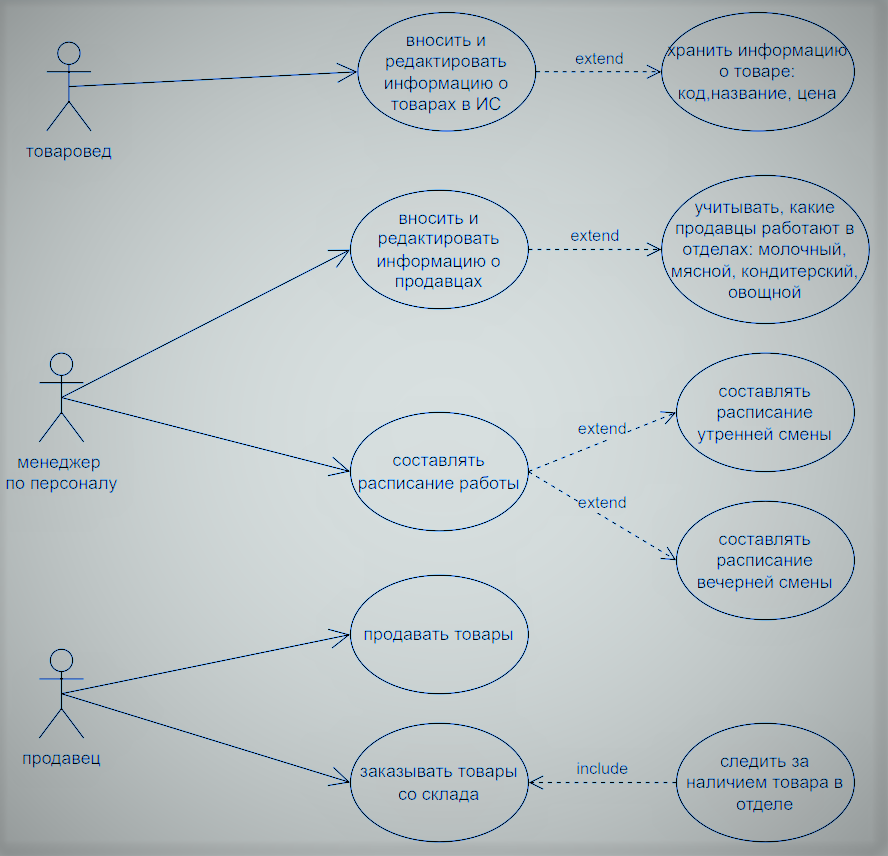 вносить и
редактировать
информацию о
товарах в ИС
extend
хранить информацию
о товаре:
код,название, цена
товаровед
вносить и
редактировать
информацию о
продавцах
extend
учитывать, какие
продавцы работают в
отделах: молочный,
мясной, кондитерский,
овощной
менеджер
по персоналу
составлять
расписание работы
extend
составлять
расписание
утренней смены
extend
составлять
расписание
вечерней смены
продавать товары
продавец
заказывать товары
со склада
include
следить за
наличием товара в
отделе